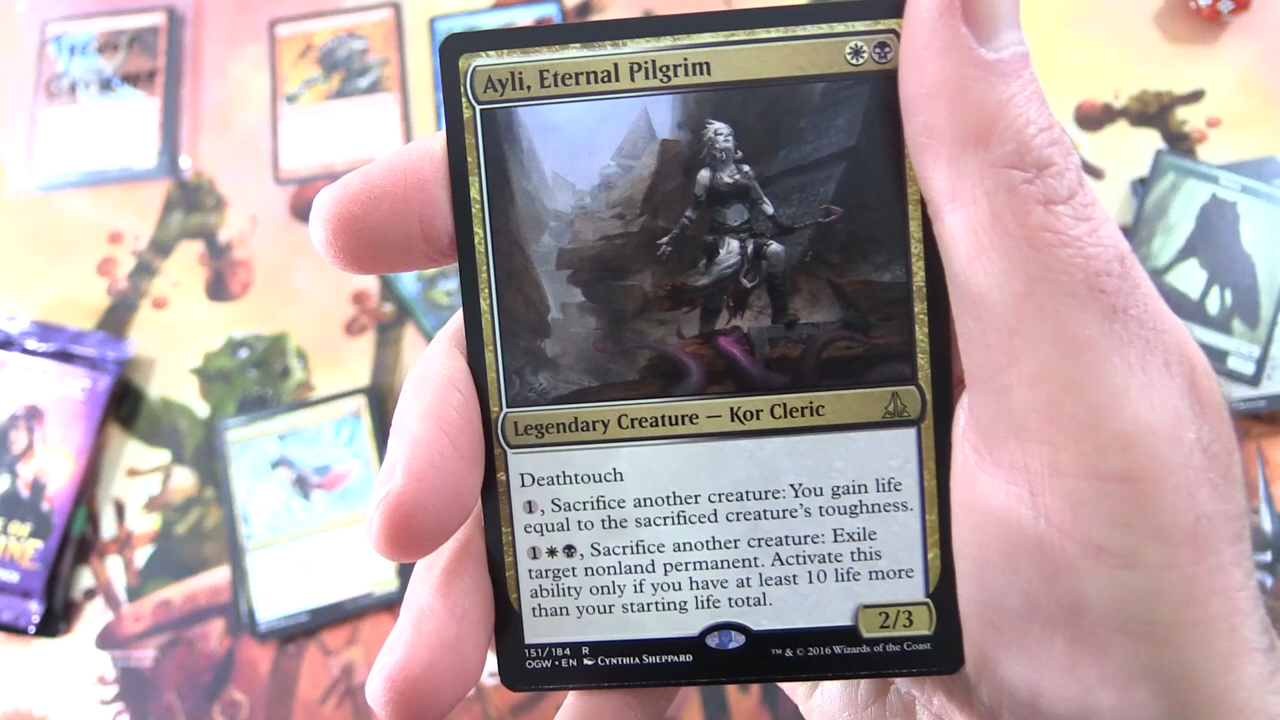 Ayli, Eternal Pilgrim
Legendary Creature — Kor Cleric
Deathtouch
1, Sacrifice another creature: You gain life
equal to the sacrificed creature's toughness.
1, Sacrifice another creature: Exile
target nonland permanent. Activate this
ability only if you have at least 10 life more
than your starting life total.
2/3
151/184 R
OGW • EN Cynthia Sheppard
™ & © 2016 Wizards of the Coast